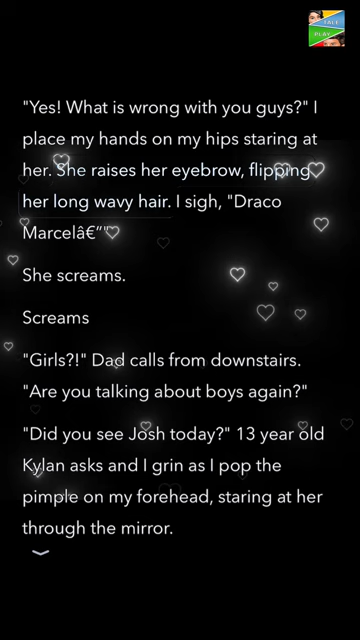 TALE
PLAY
"Yes! What is wrong with you guys?" I
place my hands on my hips staring at
her. She raises her eyebrow, flipping
her long wavy hair. I sigh, "Draco
Marcelâ€”"
She screams.
Screams
"Girls?!" Dad calls from downstairs.
"Are you talking about boys again?"
"Did you see Josh today?" 13 year old
Kylan asks and I grin as I pop the
pimple on my forehead, staring at her
through the mirror.